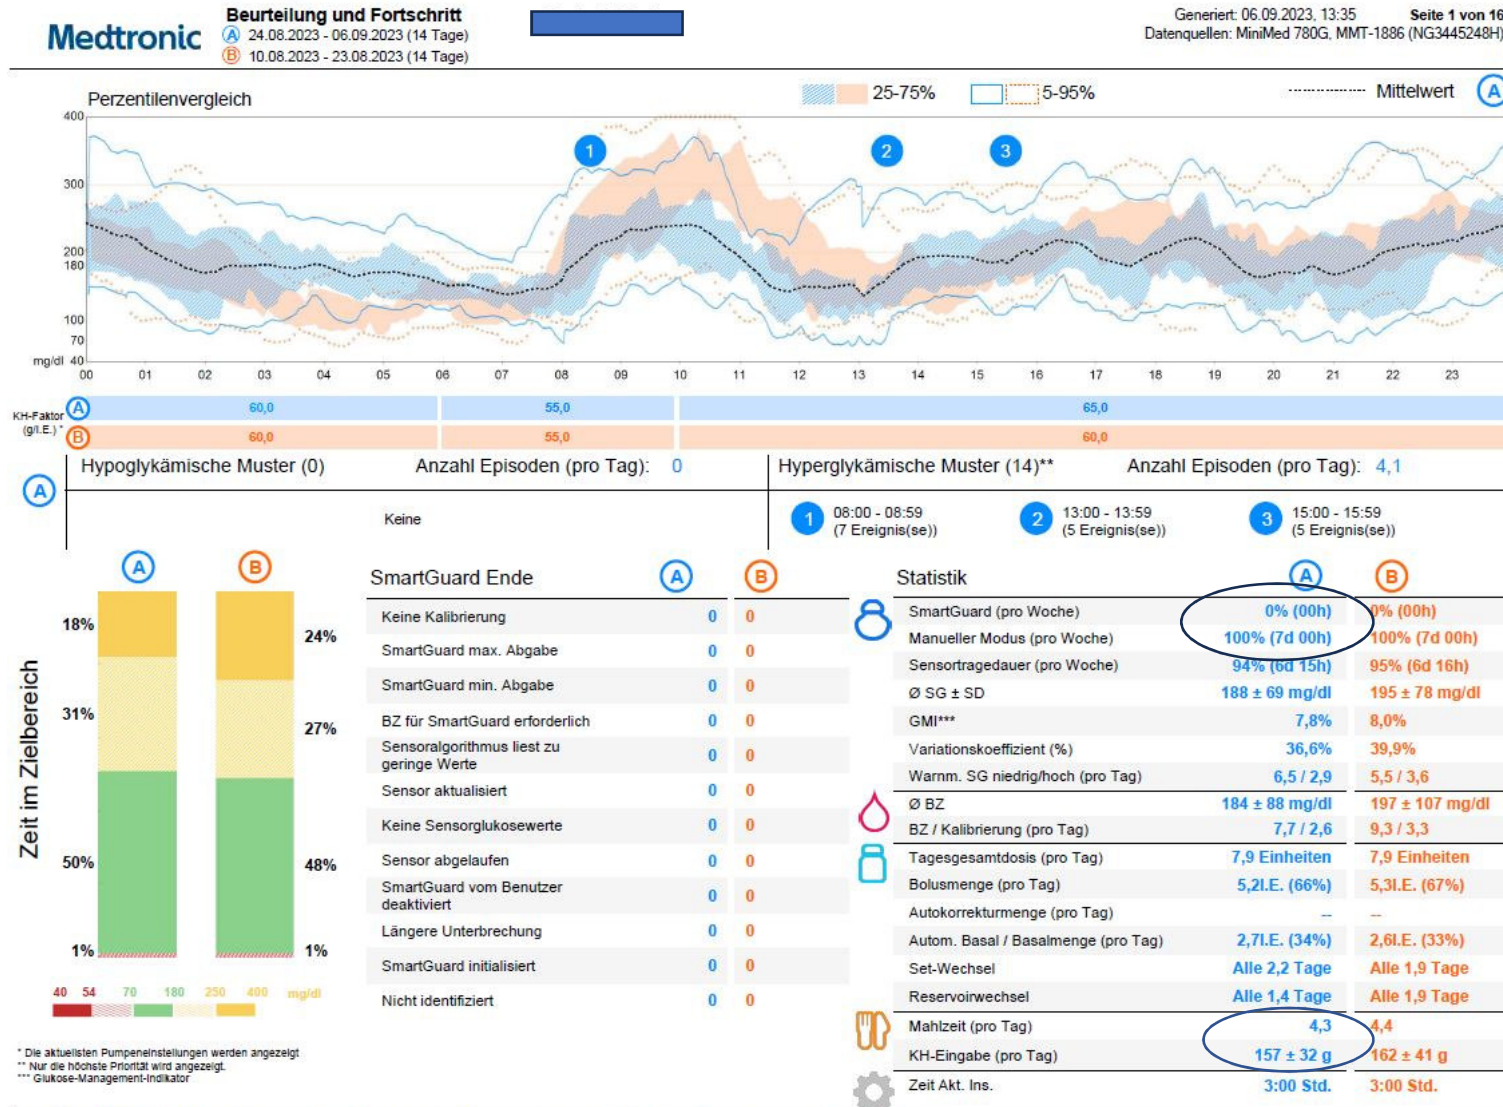 Medtronic
Beurteilung und Fortschritt
A 24.08.2023 - 06.09.2023 (14 Tage)
B 10.08.2023 - 23.08.2023 (14 Tage)
Generiert: 06.09.2023, 13:35 Seite 1 von 16
Datenquellen: MiniMed 780G, MMT-1886 (NG3445248H)
Perzentilenvergleich
25-75% 5-95% Mittelwert A
400
300
200
180
100
70
mg/dl 40
1 2 3
00 01 02 03 04 05 06 07 08 09 10 11 12 13 14 15 16 17 18 19 20 21 22 23
KH-Faktor (g/I.E.) *
A 60,0 55,0 65,0
B 60,0 55,0 60,0
A
Hypoglykämische Muster (0) Anzahl Episoden (pro Tag): 0
Keine
Hyperglykämische Muster (14)** Anzahl Episoden (pro Tag): 4,1
1 08:00 - 08:59 (7 Ereignis(se))
2 13:00 - 13:59 (5 Ereignis(se))
3 15:00 - 15:59 (5 Ereignis(se))
Zeit im Zielbereich
A B
18% 24%
31% 27%
50% 48%
1% 1%
40 54 70 180 250 400 mg/dl
SmartGuard Ende A B
Keine Kalibrierung 0 0
SmartGuard max. Abgabe 0 0
SmartGuard min. Abgabe 0 0
BZ für SmartGuard erforderlich 0 0
Sensoralgorithmus liest zu geringe Werte 0 0
Sensor aktualisiert 0 0
Keine Sensorglukosewerte 0 0
Sensor abgelaufen 0 0
SmartGuard vom Benutzer deaktiviert 0 0
Längere Unterbrechung 0 0
SmartGuard initialisiert 0 0
Nicht identifiziert 0 0
Statistik A B
SmartGuard (pro Woche) 0% (00h) 0% (00h)
Manueller Modus (pro Woche) 100% (7d 00h) 100% (7d 00h)
Sensortragedauer (pro Woche) 94% (6d 15h) 95% (6d 16h)
Ø SG ± SD 188 ± 69 mg/dl 195 ± 78 mg/dl
GMI*** 7,8% 8,0%
Variationskoeffizient (%) 36,6% 39,9%
Warnm. SG niedrig/hoch (pro Tag) 6,5 / 2,9 5,5 / 3,6
Ø BZ 184 ± 88 mg/dl 197 ± 107 mg/dl
BZ / Kalibrierung (pro Tag) 7,7 / 2,6 9,3 / 3,3
Tagesgesamtdosis (pro Tag) 7,9 Einheiten 7,9 Einheiten
Bolusmenge (pro Tag) 5,2I.E. (66%) 5,3I.E. (67%)
Autokorrekturmenge (pro Tag) -- --
Autom. Basal / Basalmenge (pro Tag) 2,7I.E. (34%) 2,6I.E. (33%)
Set-Wechsel Alle 2,2 Tage Alle 1,9 Tage
Reservoirwechsel Alle 1,4 Tage Alle 1,9 Tage
Mahlzeit (pro Tag) 4,3 4,4
KH-Eingabe (pro Tag) 157 ± 32 g 162 ± 41 g
Zeit Akt. Ins. 3:00 Std. 3:00 Std.
* Die aktuellsten Pumpeneinstellungen werden angezeigt
** Nur die höchste Priorität wird angezeigt.
*** Glukose-Management-Indikator